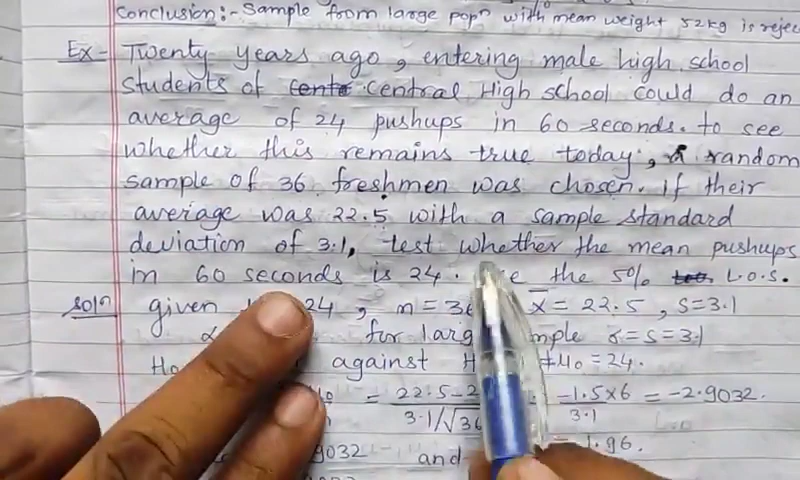 Conclusion:- Sample from large popn with mean weight 52kg is rejec
Ex- Twenty years ago, entering male high school
students of central High school could do an
average of 24 pushups in 60 seconds. to see
whether this remains true today, random
sample of 36 freshmen was chosen. if their
average was 22.5 with a sample standard
deviation of 3.1, test whether the mean pushups
in 60 seconds is 24. the 5% L.O.S.
soln given 24, n = 36 x̄ = 22.5, s=3.1
for larg mple σ=s=3.1
H₀ against H ≠μ₀=24.
= 22.5-2 / 3.1/√36 -1.5×6 / 3.1 = -2.9032.
9032 and 1.96.